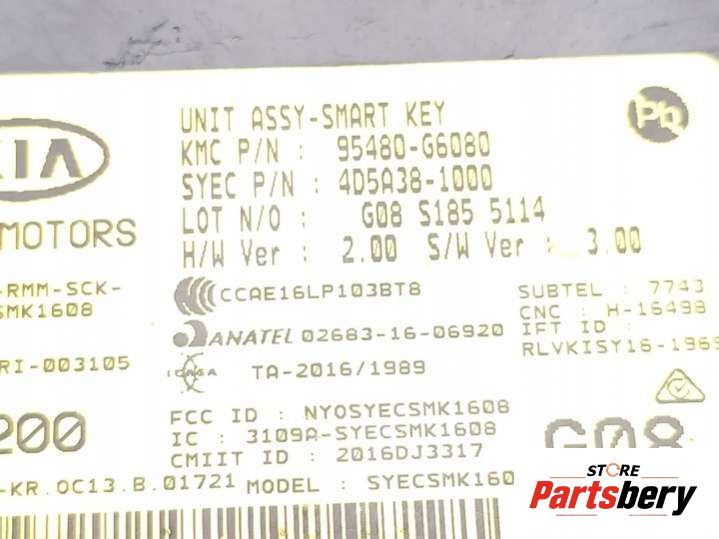 UNIT ASSY-SMART KEY
KMC P/N : 95480-G6080
SYEC P/N : 4D5A38-1000
LOT N/O : G08 S185 5114
H/W Ver : 2.00 S/W Ver : 3.00
KIA
MOTORS
-RMM-SCK-
SMK1608
CCAE16LP103BT8
ANATEL 02683-16-06920
SUBTEL : 7743
CNC : H-16498
IFT ID :
RLVKISY16-1969
RI-003105
ICASA TA-2016/1989
200
FCC ID : NYOSYECSMK1608
IC : 3109A-SYECSMK1608
CMIIT ID : 2016DJ3317
G08
-KR.OC13.B.01721 MODEL : SYECSMK160
Pb
STORE
Partsbery